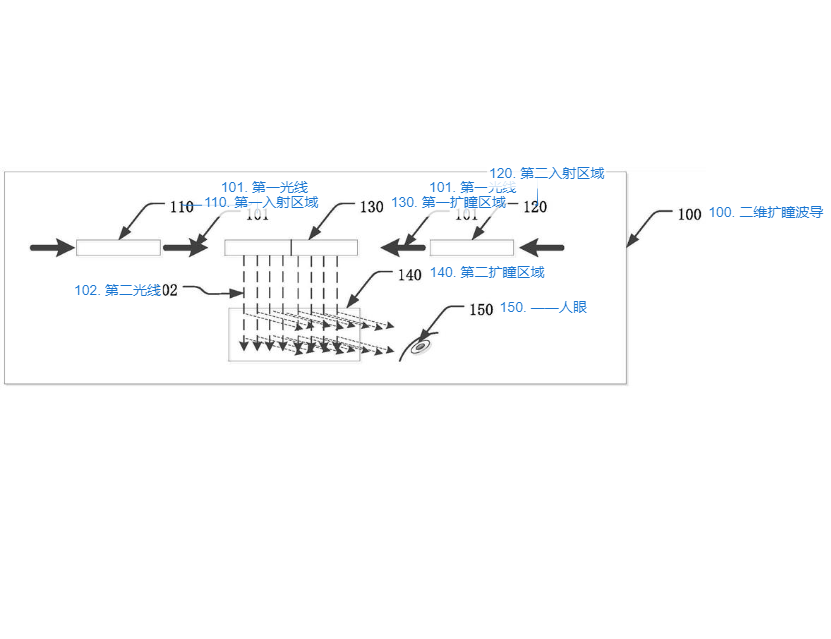 120. 第二入射区域
101. 第一光线
101. 第一光线
110
110. 第一入射区域
130
130. 第一扩瞳区域
120
101
101
100
100. 二维扩瞳波导
140
140. 第二扩瞳区域
102. 第二光线
02
150
150. ——人眼